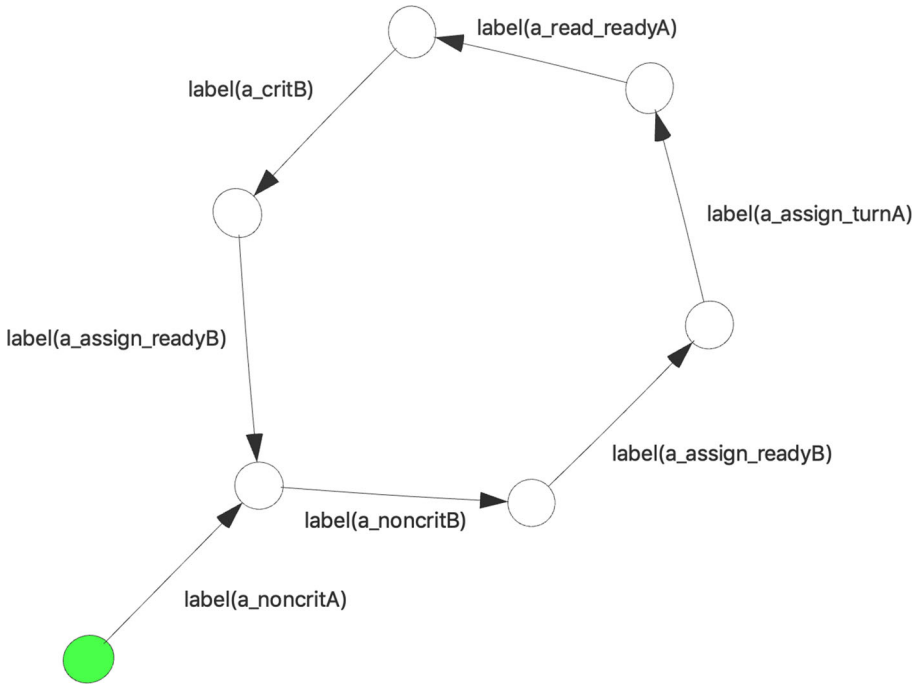 label(a_read_readyA)
label(a_critB)
label(a_assign_turnA)
label(a_assign_readyB)
label(a_assign_readyB)
label(a_noncritB)
label(a_noncritA)